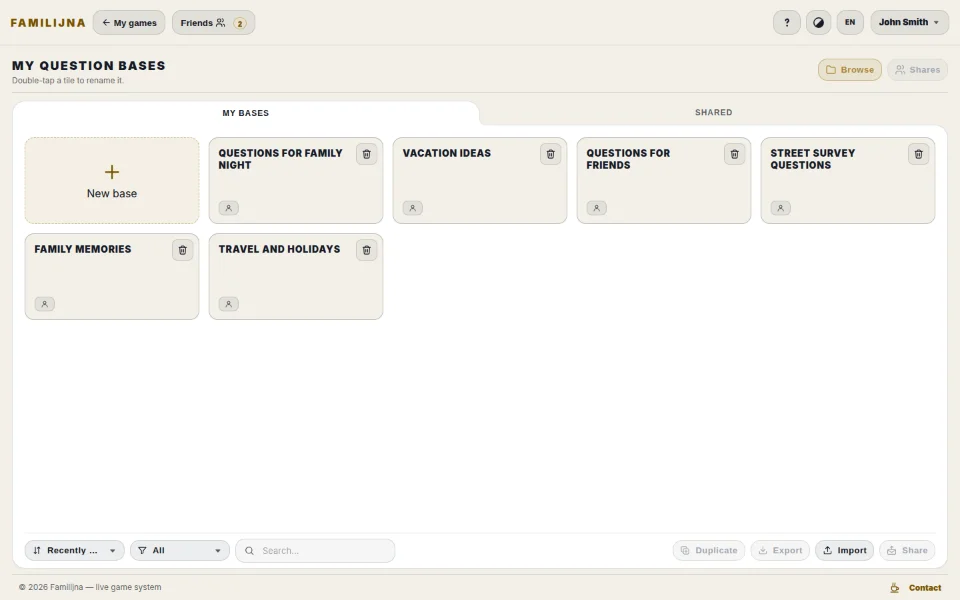 FAMILIJNA
My games
Friends
2
?
EN
John Smith
MY QUESTION BASES
Double-tap a tile to rename it.
Browse
Shares
MY BASES
SHARED
New base
QUESTIONS FOR FAMILY
NIGHT
VACATION IDEAS
QUESTIONS FOR
FRIENDS
STREET SURVEY
QUESTIONS
FAMILY MEMORIES
TRAVEL AND HOLIDAYS
Recently ...
All
Search...
Duplicate
Export
Import
Share
© 2026 Familijna — live game system
Contact